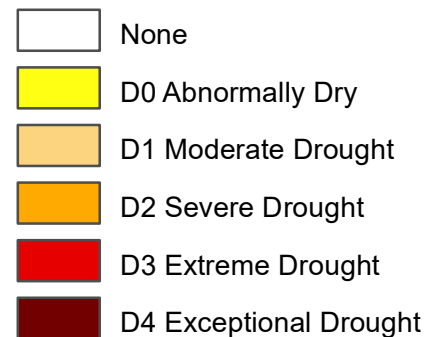 None
D0 Abnormally Dry
D1 Moderate Drought
D2 Severe Drought
D3 Extreme Drought
D4 Exceptional Drought